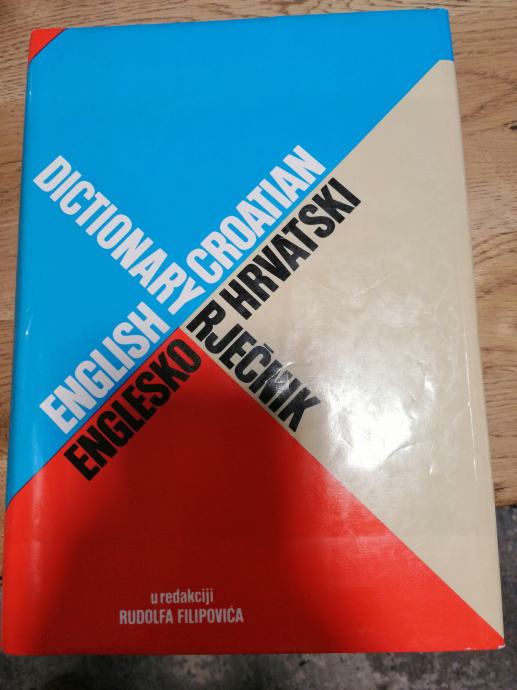 DICTIONARY
ENGLISH CROATIAN
ENGLESKO HRVATSKI
RJEČNIK
u redakciji
RUDOLFA FILIPOVIĆA